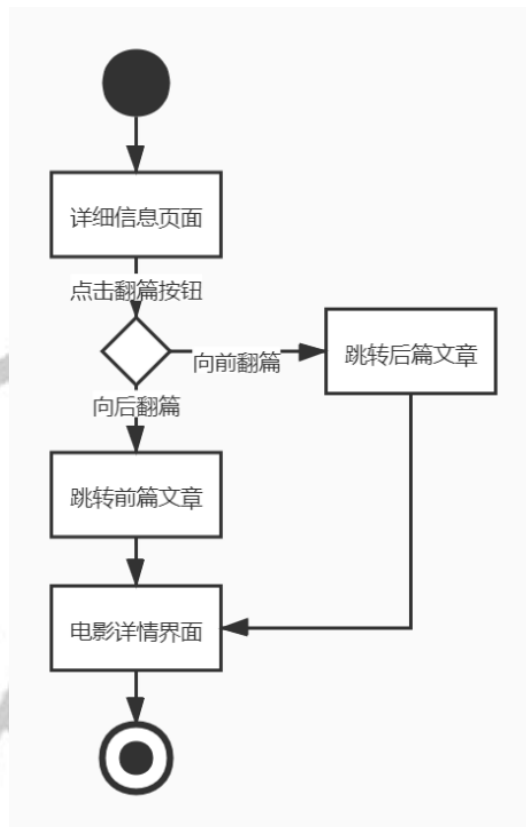 详细信息页面
点击翻篇按钮
向前翻篇
跳转后篇文章
向后翻篇
跳转前篇文章
电影详情界面